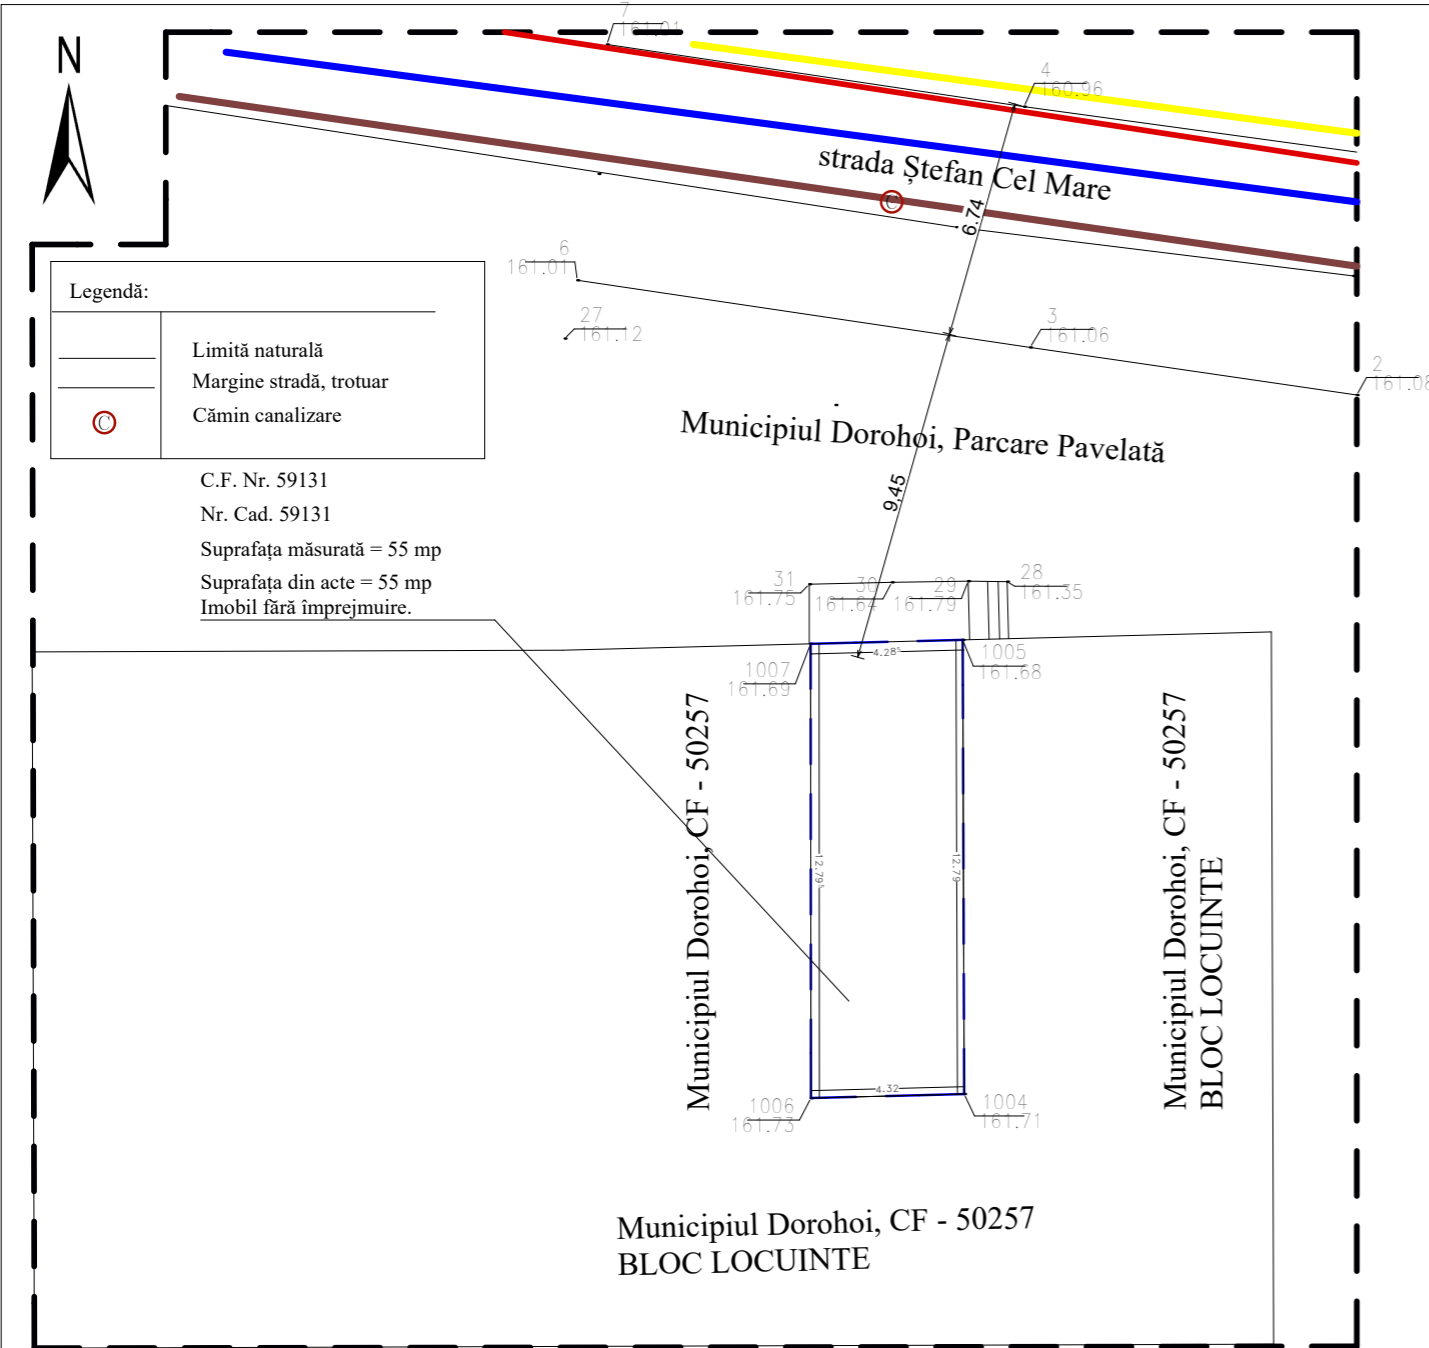 7
161.01
N
4
160.96
strada Ștefan Cel Mare
C
6.74
6
161.01
Legendă:
27
161.12
3
161.06
Limită naturală
2
161.08
Margine stradă, trotuar
C
Cămin canalizare
Municipiul Dorohoi, Parcare Pavelată
C.F. Nr. 59131
9,45
Nr. Cad. 59131
Suprafața măsurată = 55 mp
Suprafața din acte = 55 mp
Imobil fără împrejmuire.
31
161.75
30
161.64
29
161.79
28
161.35
4.28⁵
1007
161.69
1005
161.68
Municipiul Dorohoi, CF - 50257
12.79⁵
12.79
Municipiul Dorohoi, CF - 50257
BLOC LOCUINTE
4.32
1006
161.73
1004
161.71
Municipiul Dorohoi, CF - 50257
BLOC LOCUINTE